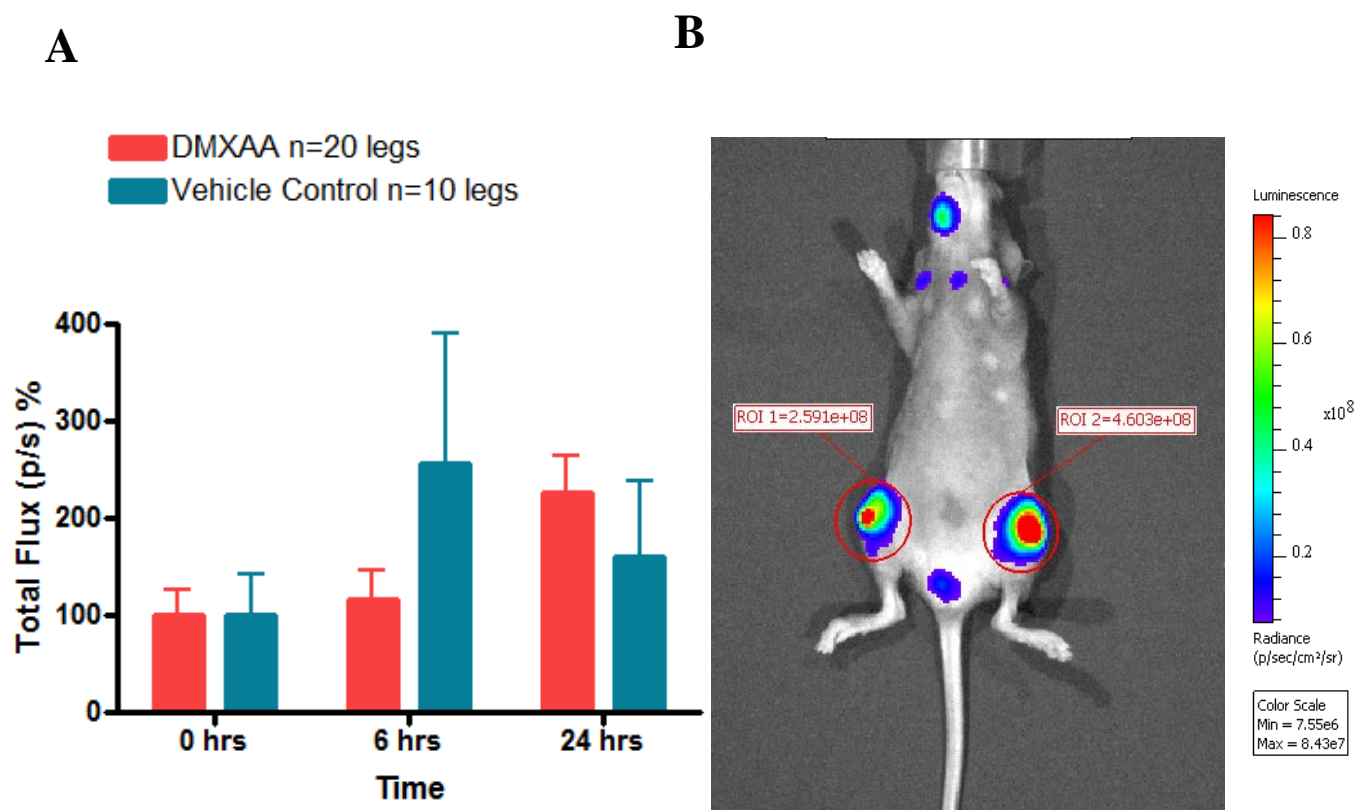 A
B
DMXAA n=20 legs
Vehicle Control n=10 legs
400
300
200
100
0
Total Flux (p/s) %
0 hrs
6 hrs
24 hrs
Time
ROI 1=2.591e+08
ROI 2=4.603e+08
Luminescence
0.8
0.6
x10⁸
0.4
0.2
Radiance
(p/sec/cm²/sr)
Color Scale
Min = 7.55e6
Max = 8.43e7